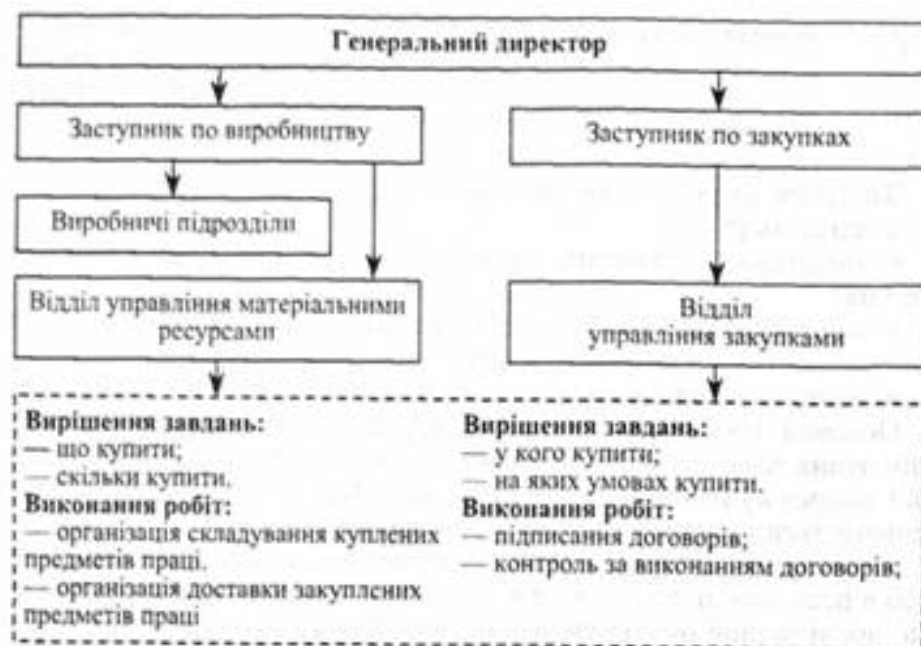 Генеральний директор
Заступник по виробництву
Заступник по закупках
Виробничі підрозділи
Відділ управління матеріальними
ресурсами
Відділ
управління закупками
Вирішення завдань:
— що купити;
— скільки купити.
Виконання робіт:
— організація складування куплених
предметів праці.
— організація доставки закуплених
предметів праці
Вирішення завдань:
— у кого купити;
— на яких умовах купити.
Виконання робіт:
— підписання договорів;
— контроль за виконанням договорів;